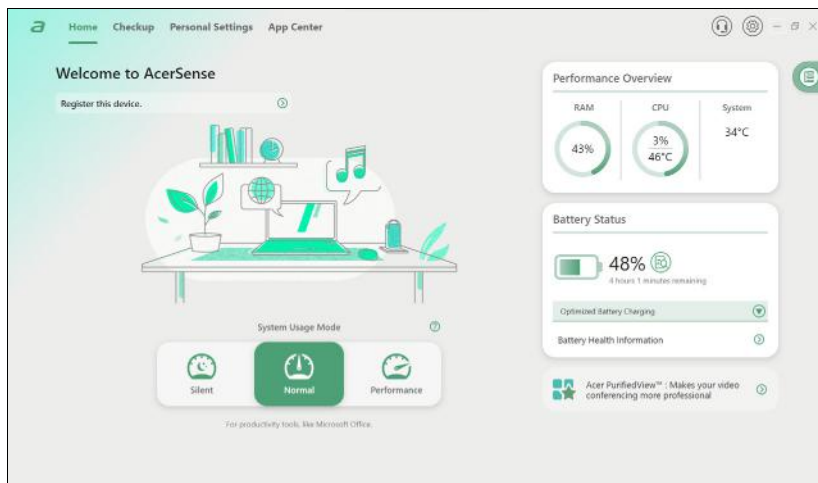 a
Home Checkup Personal Settings App Center
Welcome to AcerSense
Register this device.
System Usage Mode
Silent
Normal
Performance
For productivity tools, like Microsoft Office.
Performance Overview
RAM CPU System
43%
3%
46°C
34°C
Battery Status
48%
4 hours 1 minutes remaining
Optimized Battery Charging
Battery Health Information
Acer PurifiedView™ : Makes your video
conferencing more professional